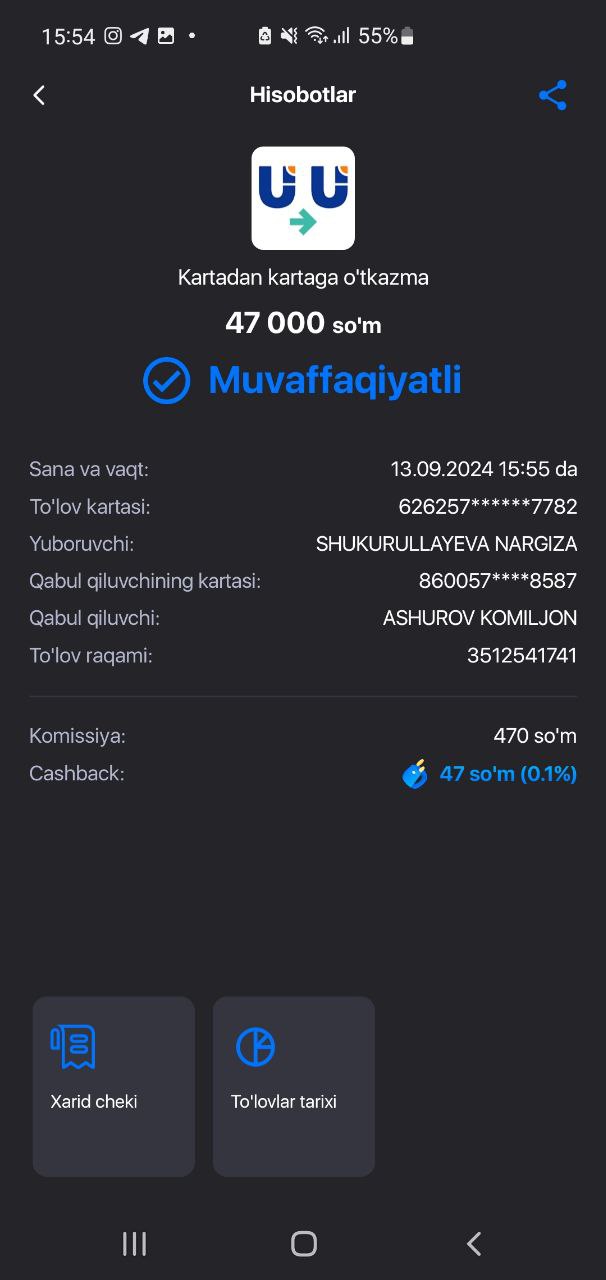 15:54 55%
Hisobotlar
Kartadan kartaga o'tkazma
47 000 so'm
Muvaffaqiyatli
Sana va vaqt: 13.09.2024 15:55 da
To'lov kartasi: 626257******7782
Yuboruvchi: SHUKURULLAYEVA NARGIZA
Qabul qiluvchining kartasi: 860057****8587
Qabul qiluvchi: ASHUROV KOMILJON
To'lov raqami: 3512541741
Komissiya: 470 so'm
Cashback: 47 so'm (0.1%)
Xarid cheki To'lovlar tarixi